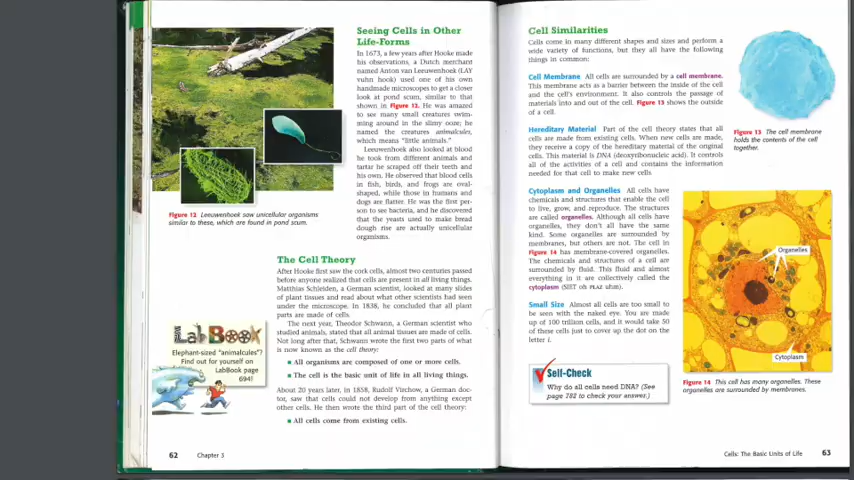 Seeing Cells in Other
Life-Forms
In 1673, a few years after Hooke made
his observations, a Dutch merchant
named Anton van Leeuwenhoek (LAY
vuhn hook) used one of his own
handmade microscopes to get a closer
look at pond scum, similar to that
shown in Figure 12. He was amazed
to see many small creatures swim-
ming around in the slimy ooze; he
named the creatures animalcules,
which means "little animals."
Leeuwenhoek also looked at blood
he took from different animals and
tartar he scraped off their teeth and
his own. He observed that blood cells
in fish, birds, and frogs are oval-
shaped, while those in humans and
dogs are flatter. He was the first per-
son to see bacteria, and he discovered
that the yeasts used to make bread
dough rise are actually unicellular
organisms.
Figure 12 Leeuwenhoek saw unicellular organisms
similar to these, which are found in pond scum.
The Cell Theory
After Hooke first saw the cork cells, almost two centuries passed
before anyone realized that cells are present in all living things.
Matthias Schleiden, a German scientist, looked at many slides
of plant tissues and read about what other scientists had seen
under the microscope. In 1838, he concluded that all plant
parts are made of cells.
The next year, Theodor Schwann, a German scientist who
studied animals, stated that all animal tissues are made of cells.
Not long after that, Schwann wrote the first two parts of what
is now known as the cell theory:
■ All organisms are composed of one or more cells.
■ The cell is the basic unit of life in all living things.
About 20 years later, in 1858, Rudolf Virchow, a German doc-
tor, saw that cells could not develop from anything except
other cells. He then wrote the third part of the cell theory:
■ All cells come from existing cells.
LabBook
Elephant-sized "animalcules"?
Find out for yourself on
LabBook page
694!
62 Chapter 3
Cell Similarities
Cells come in many different shapes and sizes and perform a
wide variety of functions, but they all have the following
things in common:
Cell Membrane All cells are surrounded by a cell membrane.
This membrane acts as a barrier between the inside of the cell
and the cell's environment. It also controls the passage of
materials into and out of the cell. Figure 13 shows the outside
of a cell.
Hereditary Material Part of the cell theory states that all
cells are made from existing cells. When new cells are made,
they receive a copy of the hereditary material of the original
cells. This material is DNA (deoxyribonucleic acid). It controls
all of the activities of a cell and contains the information
needed for that cell to make new cells.
Cytoplasm and Organelles All cells have
chemicals and structures that enable the cell
to live, grow, and reproduce. The structures
are called organelles. Although all cells have
organelles, they don't all have the same
kind. Some organelles are surrounded by
membranes, but others are not. The cell in
Figure 14 has membrane-covered organelles.
The chemicals and structures of a cell are
surrounded by fluid. This fluid and almost
everything in it are collectively called the
cytoplasm (SIET oh PLAZ uhm).
Small Size Almost all cells are too small to
be seen with the naked eye. You are made
up of 100 trillion cells, and it would take 50
of these cells just to cover up the dot on the
letter i.
Self-Check
Why do all cells need DNA? (See
page 782 to check your answer.)
Figure 13 The cell membrane
holds the contents of the cell
together.
Organelles
Cytoplasm
Figure 14 This cell has many organelles. These
organelles are surrounded by membranes.
Cells: The Basic Units of Life 63